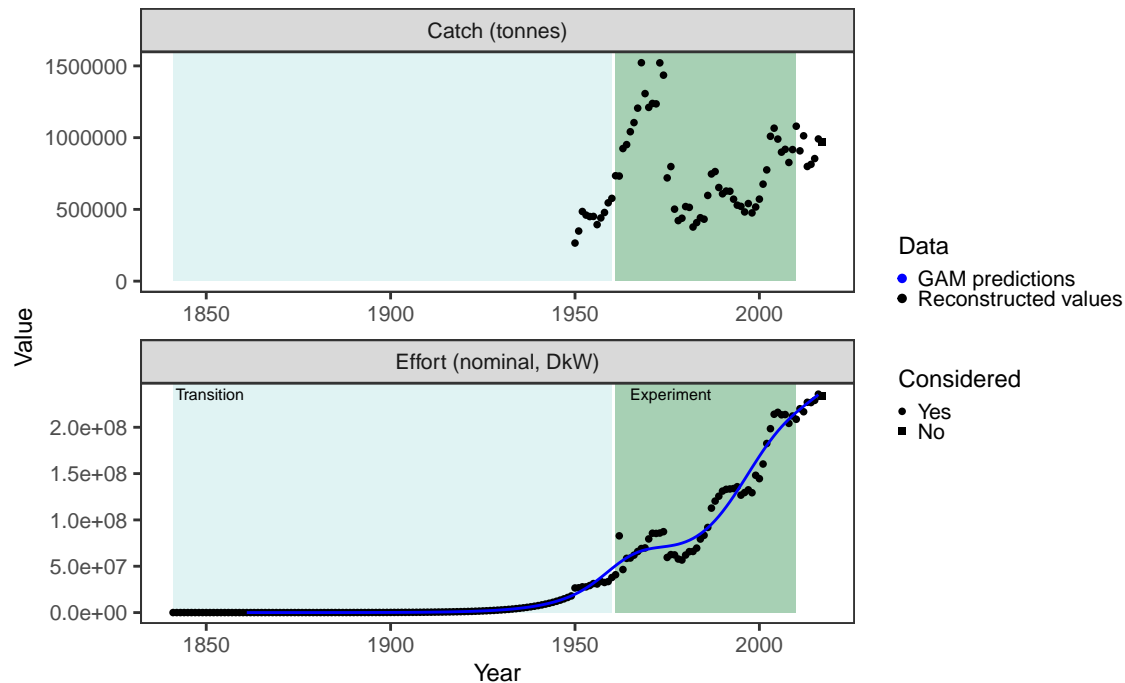 Catch (tonnes)
1500000
1000000
500000
0
1850
1900
1950
2000
Value
Effort (nominal, DkW)
Transition
Experiment
2.0e+08
1.5e+08
1.0e+08
5.0e+07
0.0e+00
1850
1900
1950
2000
Year
Data
GAM predictions
Reconstructed values
Considered
Yes
No